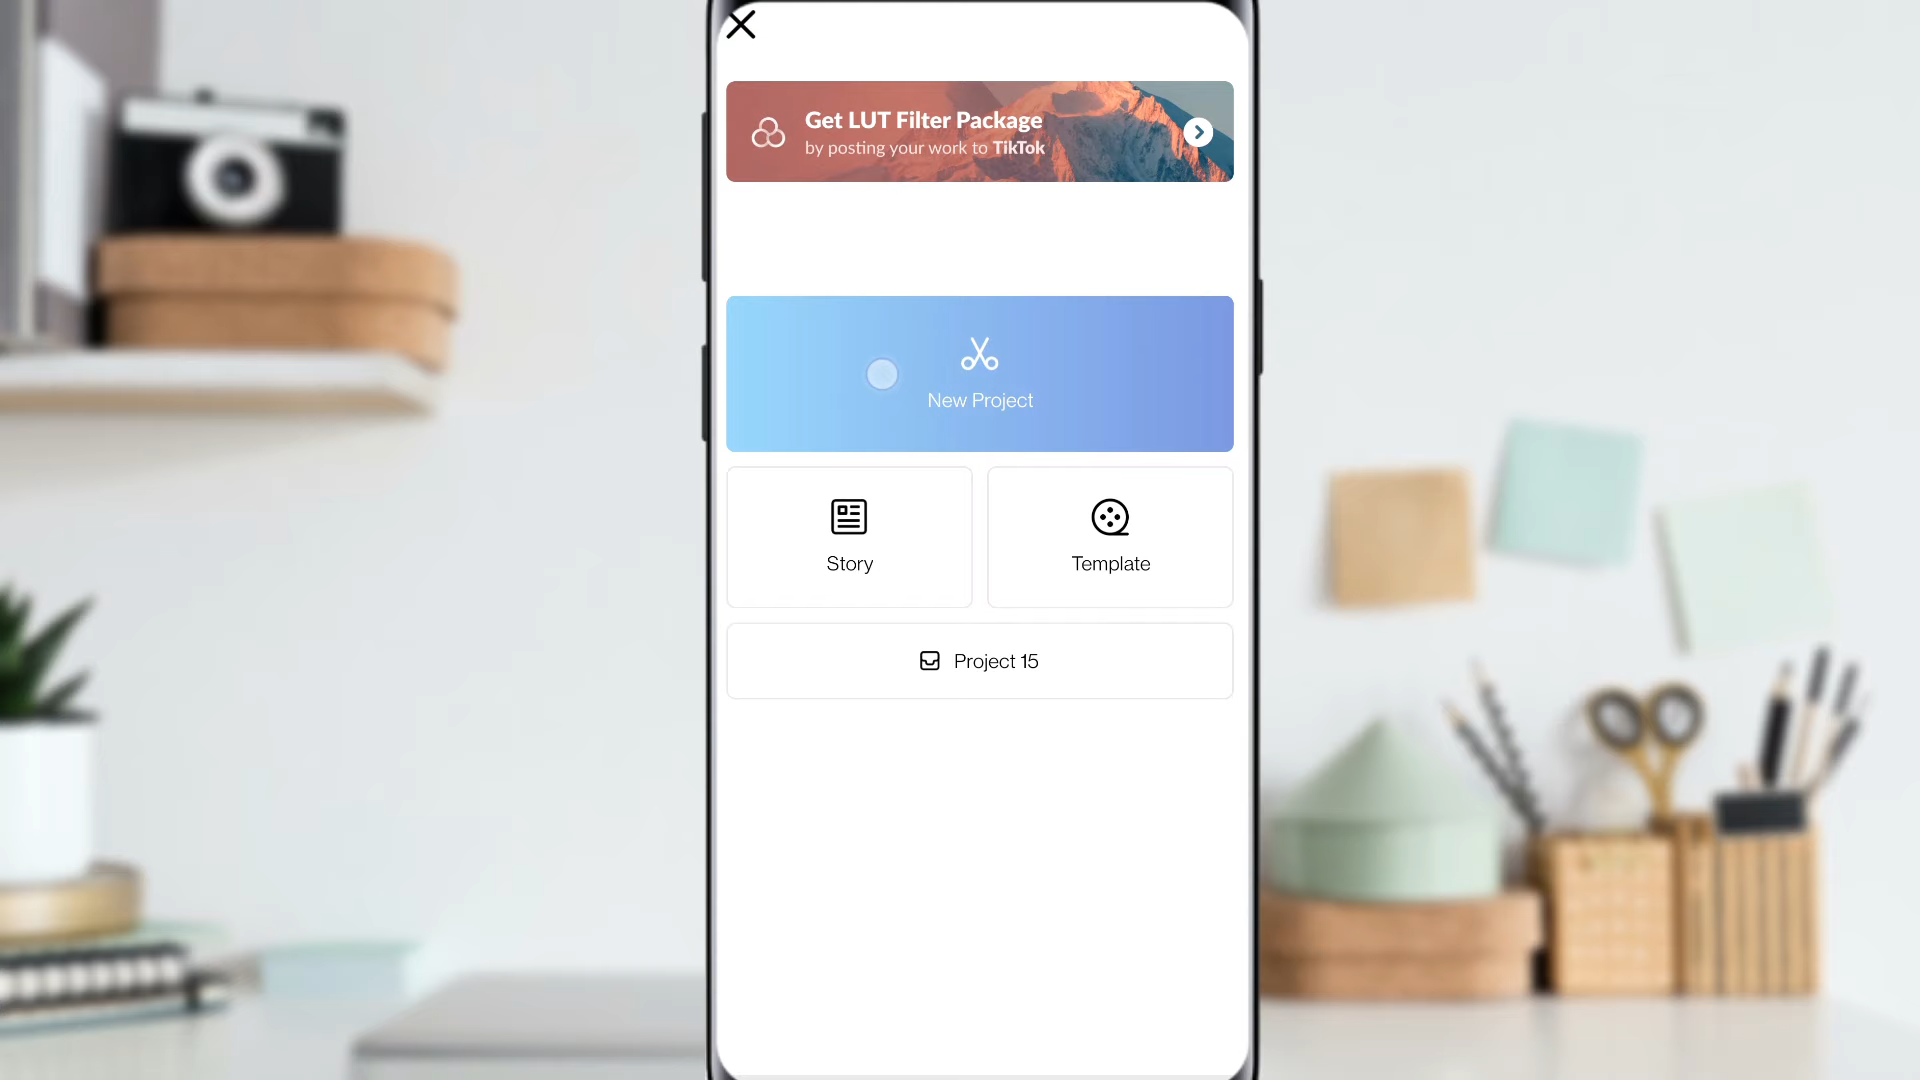 Get LUT Filter Package
by posting your work to TikTok
New Project
Story
Template
Project 15